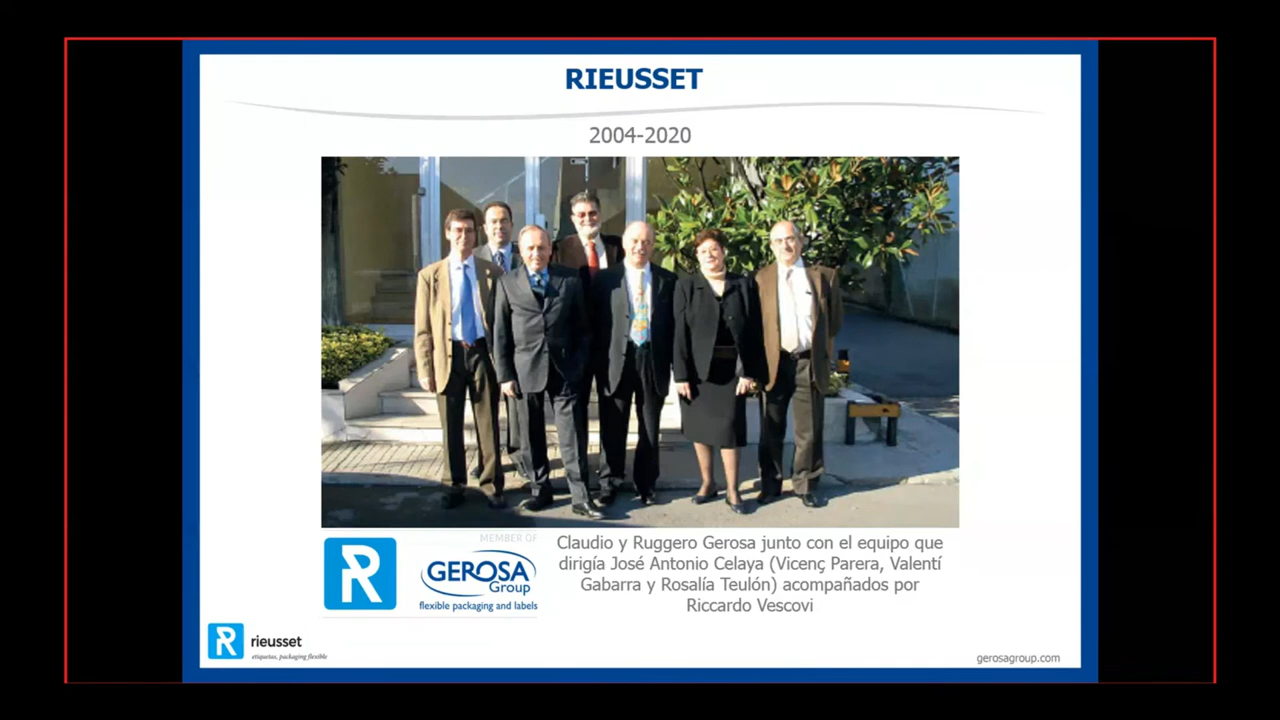 RIEUSSET
2004-2020
MEMBER OF
GEROSA
Group
flexible packaging and labels
Claudio y Ruggero Gerosa junto con el equipo que
dirigía José Antonio Celaya (Vicenç Parera, Valentí
Gabarra y Rosalía Teulón) acompañados por
Riccardo Vescovi
rieusset
etiquetas, packaging flexible
gerosagroup.com